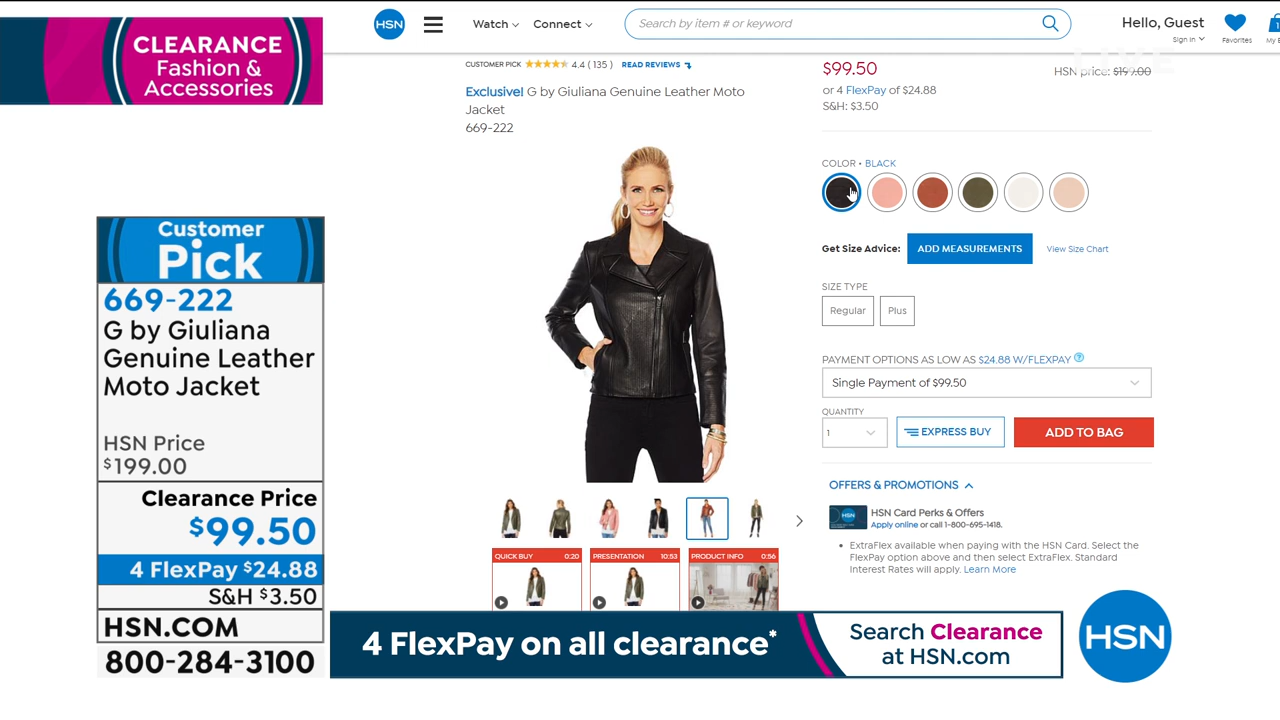 CLEARANCE
Fashion &
Accessories
Customer
Pick
669-222
G by Giuliana
Genuine Leather
Moto Jacket
HSN Price
$199.00
Clearance Price
$99.50
4 FlexPay $24.88
S&H $3.50
HSN.COM
800-284-3100
HSN
Watch
Connect
Search by item # or keyword
Hello, Guest
Sign In
Favorites
My
LIVE
CUSTOMER PICK 4.4 ( 135 ) READ REVIEWS
Exclusive! G by Giuliana Genuine Leather Moto
Jacket
669-222
$99.50
HSN price: $199.00
or 4 FlexPay of $24.88
S&H: $3.50
COLOR • BLACK
Get Size Advice: ADD MEASUREMENTS View Size Chart
SIZE TYPE
Regular Plus
PAYMENT OPTIONS AS LOW AS $24.88 W/FLEXPAY ?
Single Payment of $99.50
QUANTITY
1 EXPRESS BUY ADD TO BAG
OFFERS & PROMOTIONS
HSN
HSN Card Perks & Offers
Apply online or call 1-800-695-1418.
• ExtraFlex available when paying with the HSN Card. Select the
FlexPay option above and then select ExtraFlex. Standard
Interest Rates will apply. Learn More
QUICK BUY 0:20
PRESENTATION 10:53
PRODUCT INFO 0:56
4 FlexPay on all clearance*
Search Clearance
at HSN.com
HSN